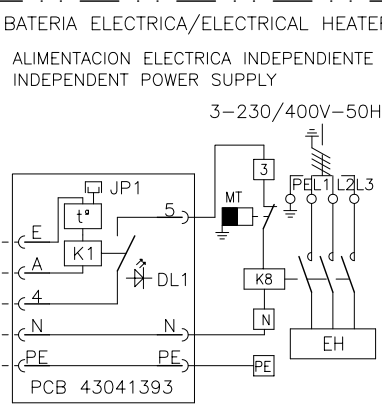 BATERIA ELECTRICA/ELECTRICAL HEATER
ALIMENTACION ELECTRICA INDEPENDIENTE
INDEPENDENT POWER SUPPLY
3-230/400V-50H
JP1
3
PE L1 L2 L3
MT
tª
5
E
K1
A
DL1
K8
4
N
N
N
EH
PE
PE
PE
PCB 43041393